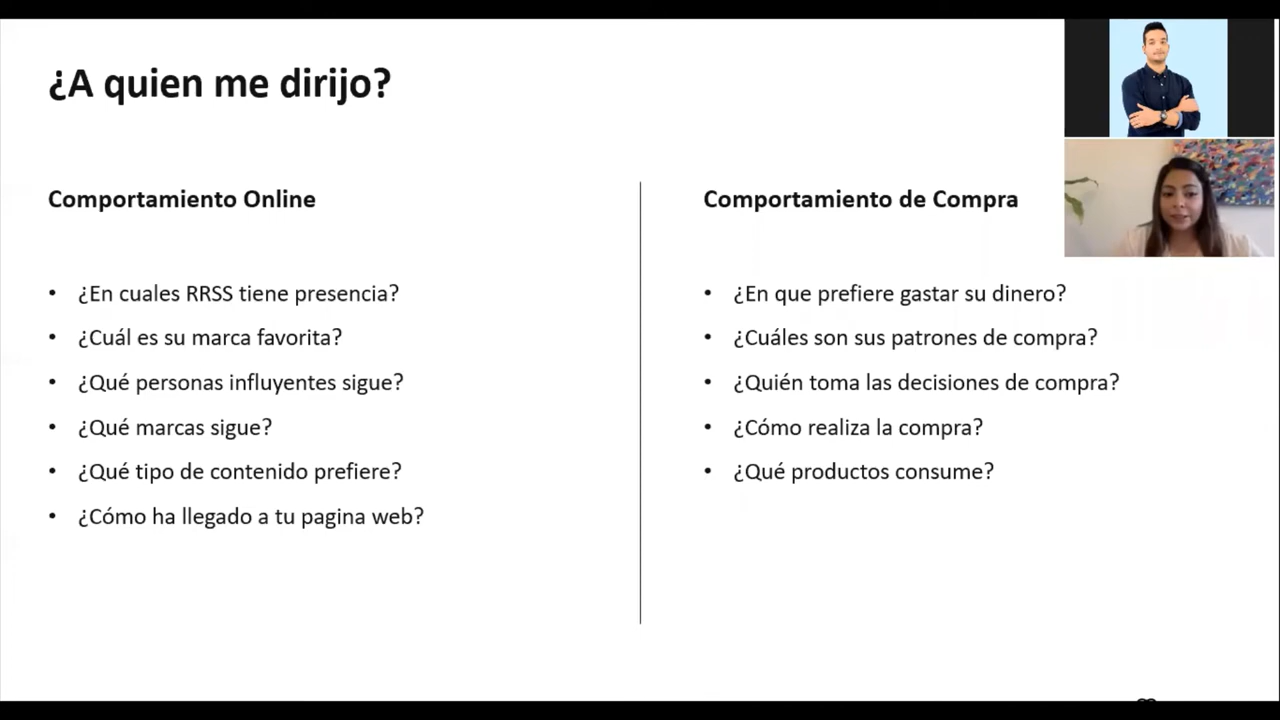 ¿A quien me dirijo?
Comportamiento Online
• ¿En cuales RRSS tiene presencia?
• ¿Cuál es su marca favorita?
• ¿Qué personas influyentes sigue?
• ¿Qué marcas sigue?
• ¿Qué tipo de contenido prefiere?
• ¿Cómo ha llegado a tu pagina web?
Comportamiento de Compra
• ¿En que prefiere gastar su dinero?
• ¿Cuáles son sus patrones de compra?
• ¿Quién toma las decisiones de compra?
• ¿Cómo realiza la compra?
• ¿Qué productos consume?